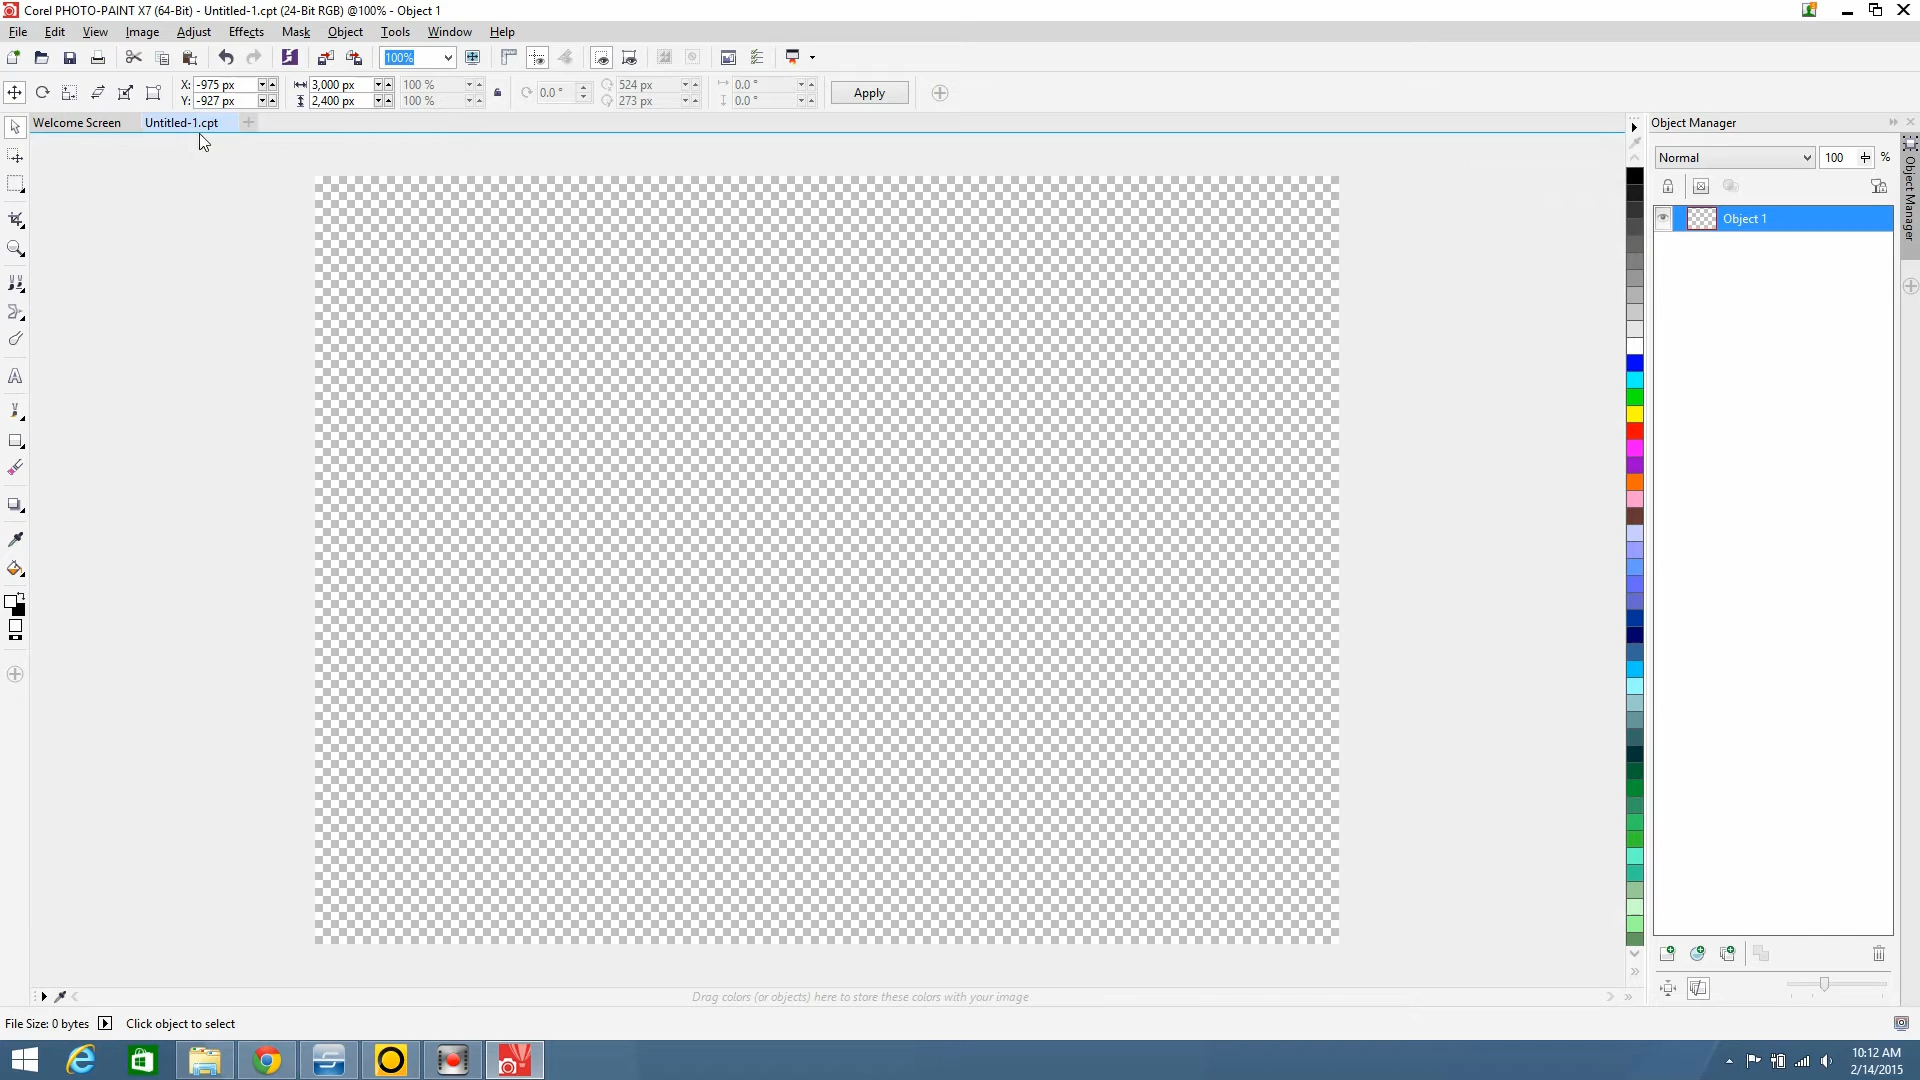 Corel PHOTO-PAINT X7 (64-Bit) - Untitled-1.cpt (24-Bit RGB) @100% - Object 1
File Edit View Image Adjust Effects Mask Object Tools Window Help
100%
X: -975 px 3,000 px 100 % 0.0 ° 524 px 0.0 ° Apply
Y: -927 px 2,400 px 100 % 273 px 0.0 °
Welcome Screen Untitled-1.cpt Object Manager
Normal 100 %
Object Manager
Object 1
Drag colors (or objects) here to store these colors with your image
File Size: 0 bytes Click object to select
10:12 AM
2/14/2015